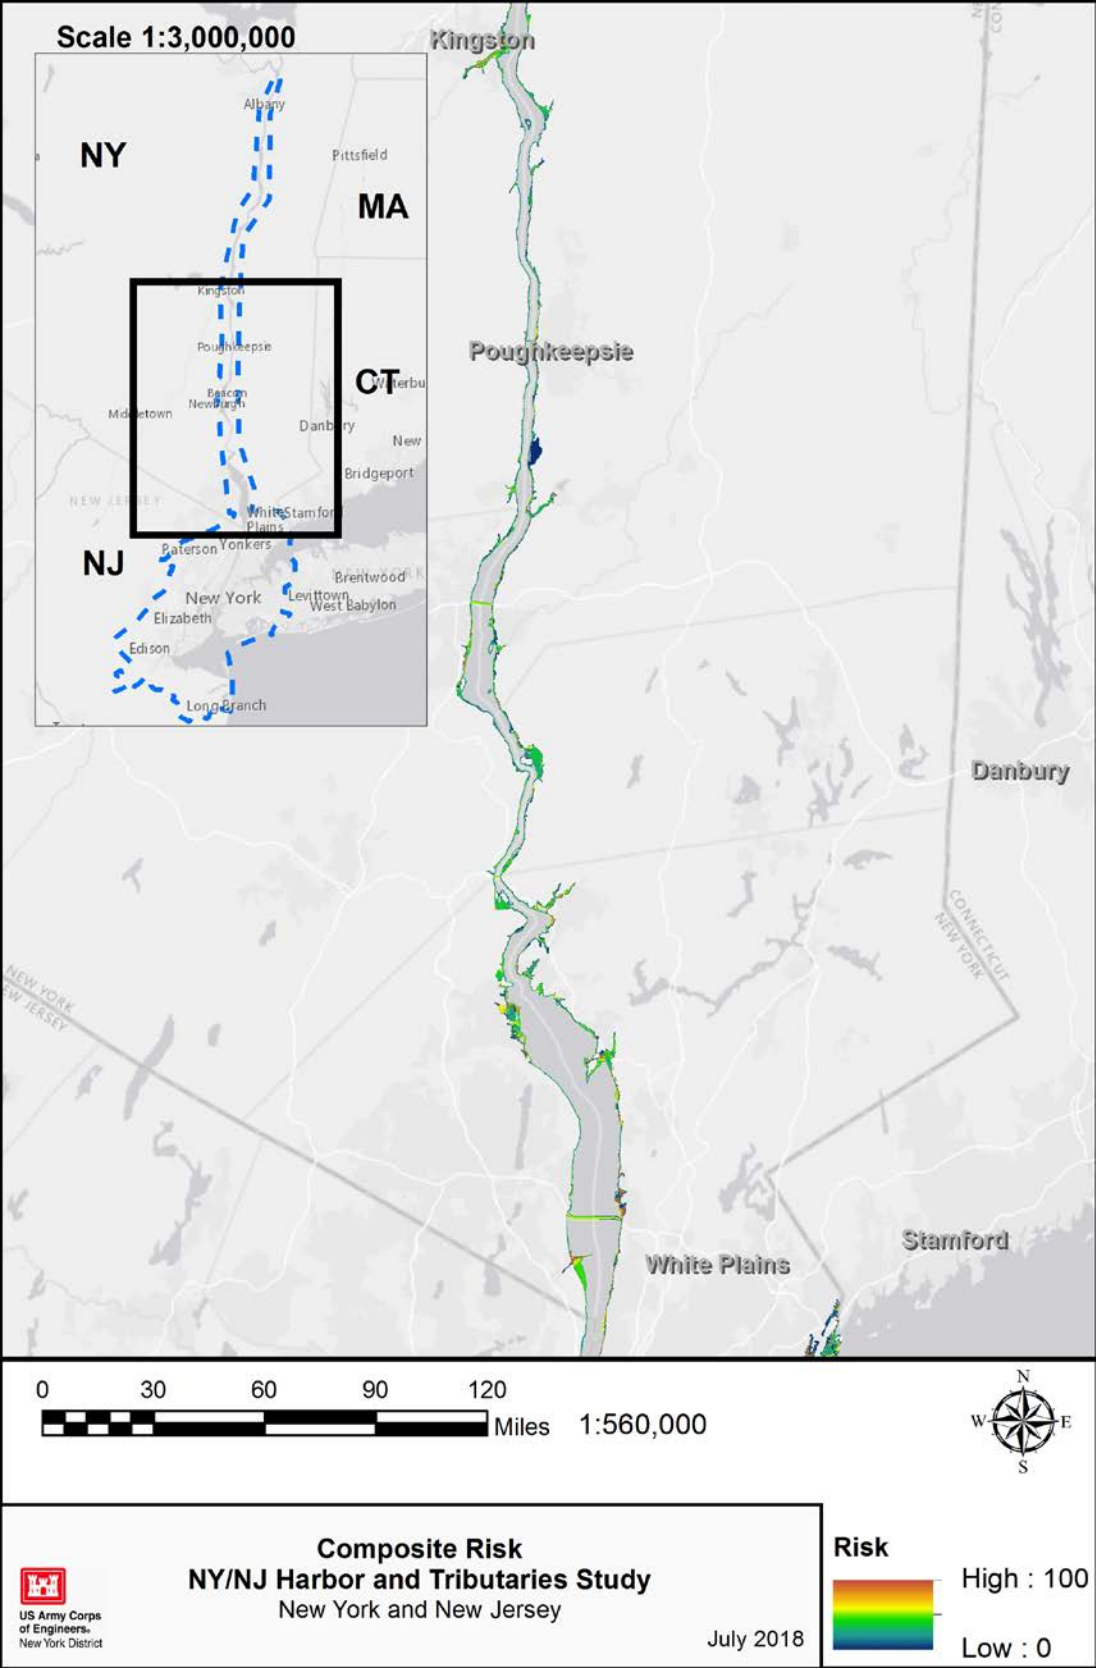 Scale 1:3,000,000
Albany
NY
Pittsfield
MA
Kingston
Poughkeepsie
CT
Waterbu
Beacon
Newburgh
Middletown
Danbury
New
Bridgeport
NEW JERSEY
White
Plains
Stamford
NJ
Paterson
Yonkers
NEW YORK
Brentwood
New York
Levittown
West Babylon
Elizabeth
Edison
Long Branch
Kingston
CON
Poughkeepsie
Danbury
CONNECTICUT
NEW YORK
NEW YORK
EW JERSEY
Stamford
White Plains
0 30 60 90 120
Miles 1:560,000
N
W E
S
Composite Risk
NY/NJ Harbor and Tributaries Study
New York and New Jersey
July 2018
US Army Corps
of Engineers®
New York District
Risk
High : 100
Low : 0